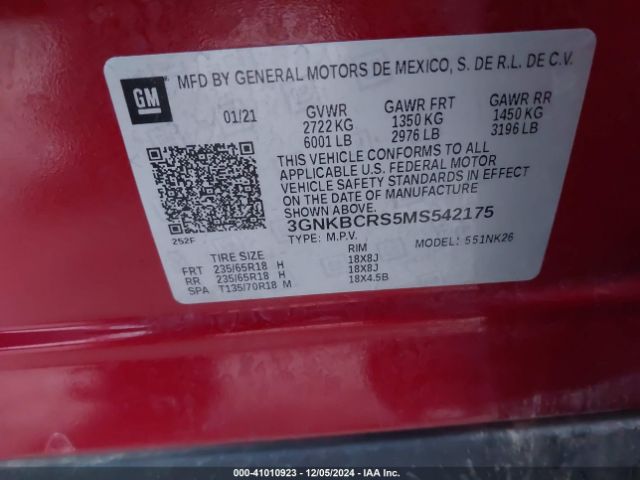 GM
MFD BY GENERAL MOTORS DE MEXICO, S. DE R.L. DE C.V.
01/21
GVWR GAWR FRT GAWR RR
2722 KG 1350 KG 1450 KG
6001 LB 2976 LB 3196 LB
THIS VEHICLE CONFORMS TO ALL
APPLICABLE U.S. FEDERAL MOTOR
VEHICLE SAFETY STANDARDS IN EFFECT
ON THE DATE OF MANUFACTURE
SHOWN ABOVE.
3GNKBCRS5MS542175
252F
TYPE: M.P.V. MODEL: 551NK26
TIRE SIZE RIM
FRT 235/65R18 H 18X8J
RR 235/65R18 H 18X8J
SPA T135/70R18 M 18X4.5B
000-41010923 - 12/05/2024 - IAA Inc.